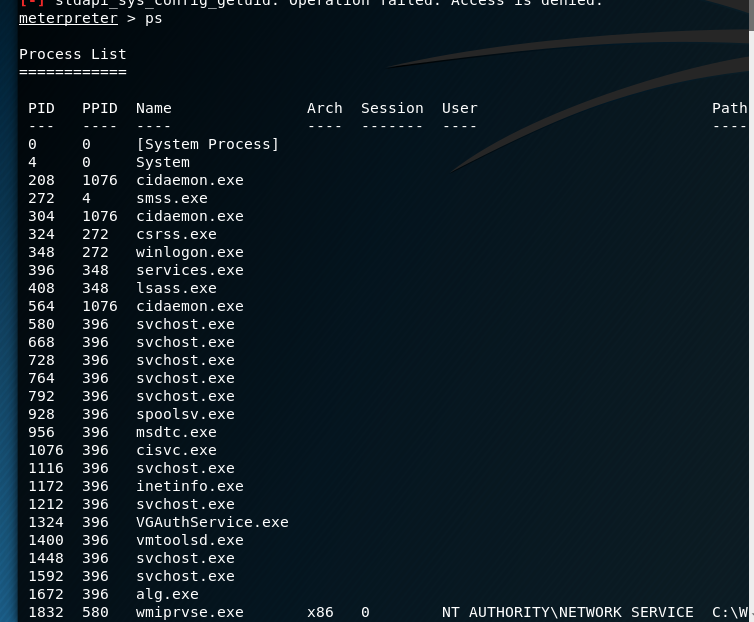 [-] stdapi_sys_config_getuid: Operation failed: Access is denied.
meterpreter > ps
Process List
============
PID PPID Name Arch Session User Path
--- ---- ---- ---- ------- ---- ----
0 0 [System Process]
4 0 System
208 1076 cidaemon.exe
272 4 smss.exe
304 1076 cidaemon.exe
324 272 csrss.exe
348 272 winlogon.exe
396 348 services.exe
408 348 lsass.exe
564 1076 cidaemon.exe
580 396 svchost.exe
668 396 svchost.exe
728 396 svchost.exe
764 396 svchost.exe
792 396 svchost.exe
928 396 spoolsv.exe
956 396 msdtc.exe
1076 396 cisvc.exe
1116 396 svchost.exe
1172 396 inetinfo.exe
1212 396 svchost.exe
1324 396 VGAuthService.exe
1400 396 vmtoolsd.exe
1448 396 svchost.exe
1592 396 svchost.exe
1672 396 alg.exe
1832 580 wmiprvse.exe x86 0 NT AUTHORITY\NETWORK SERVICE C:\W